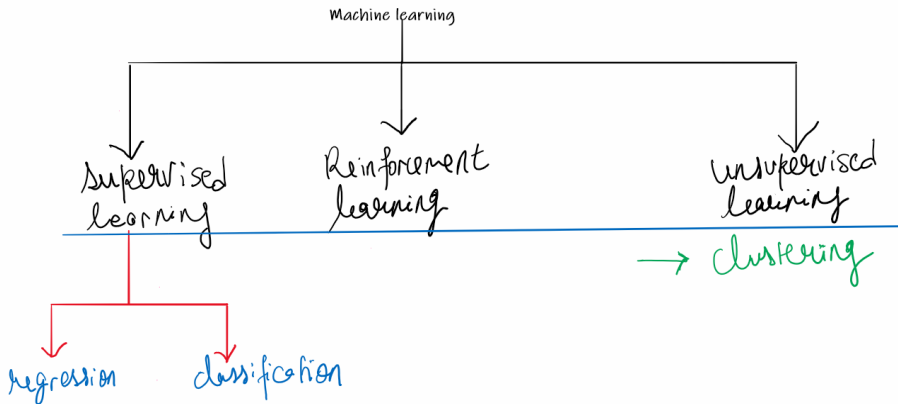 Machine learning
supervised
learning
Reinforcement
learning
unsupervised
learning
clustering
regression
classification